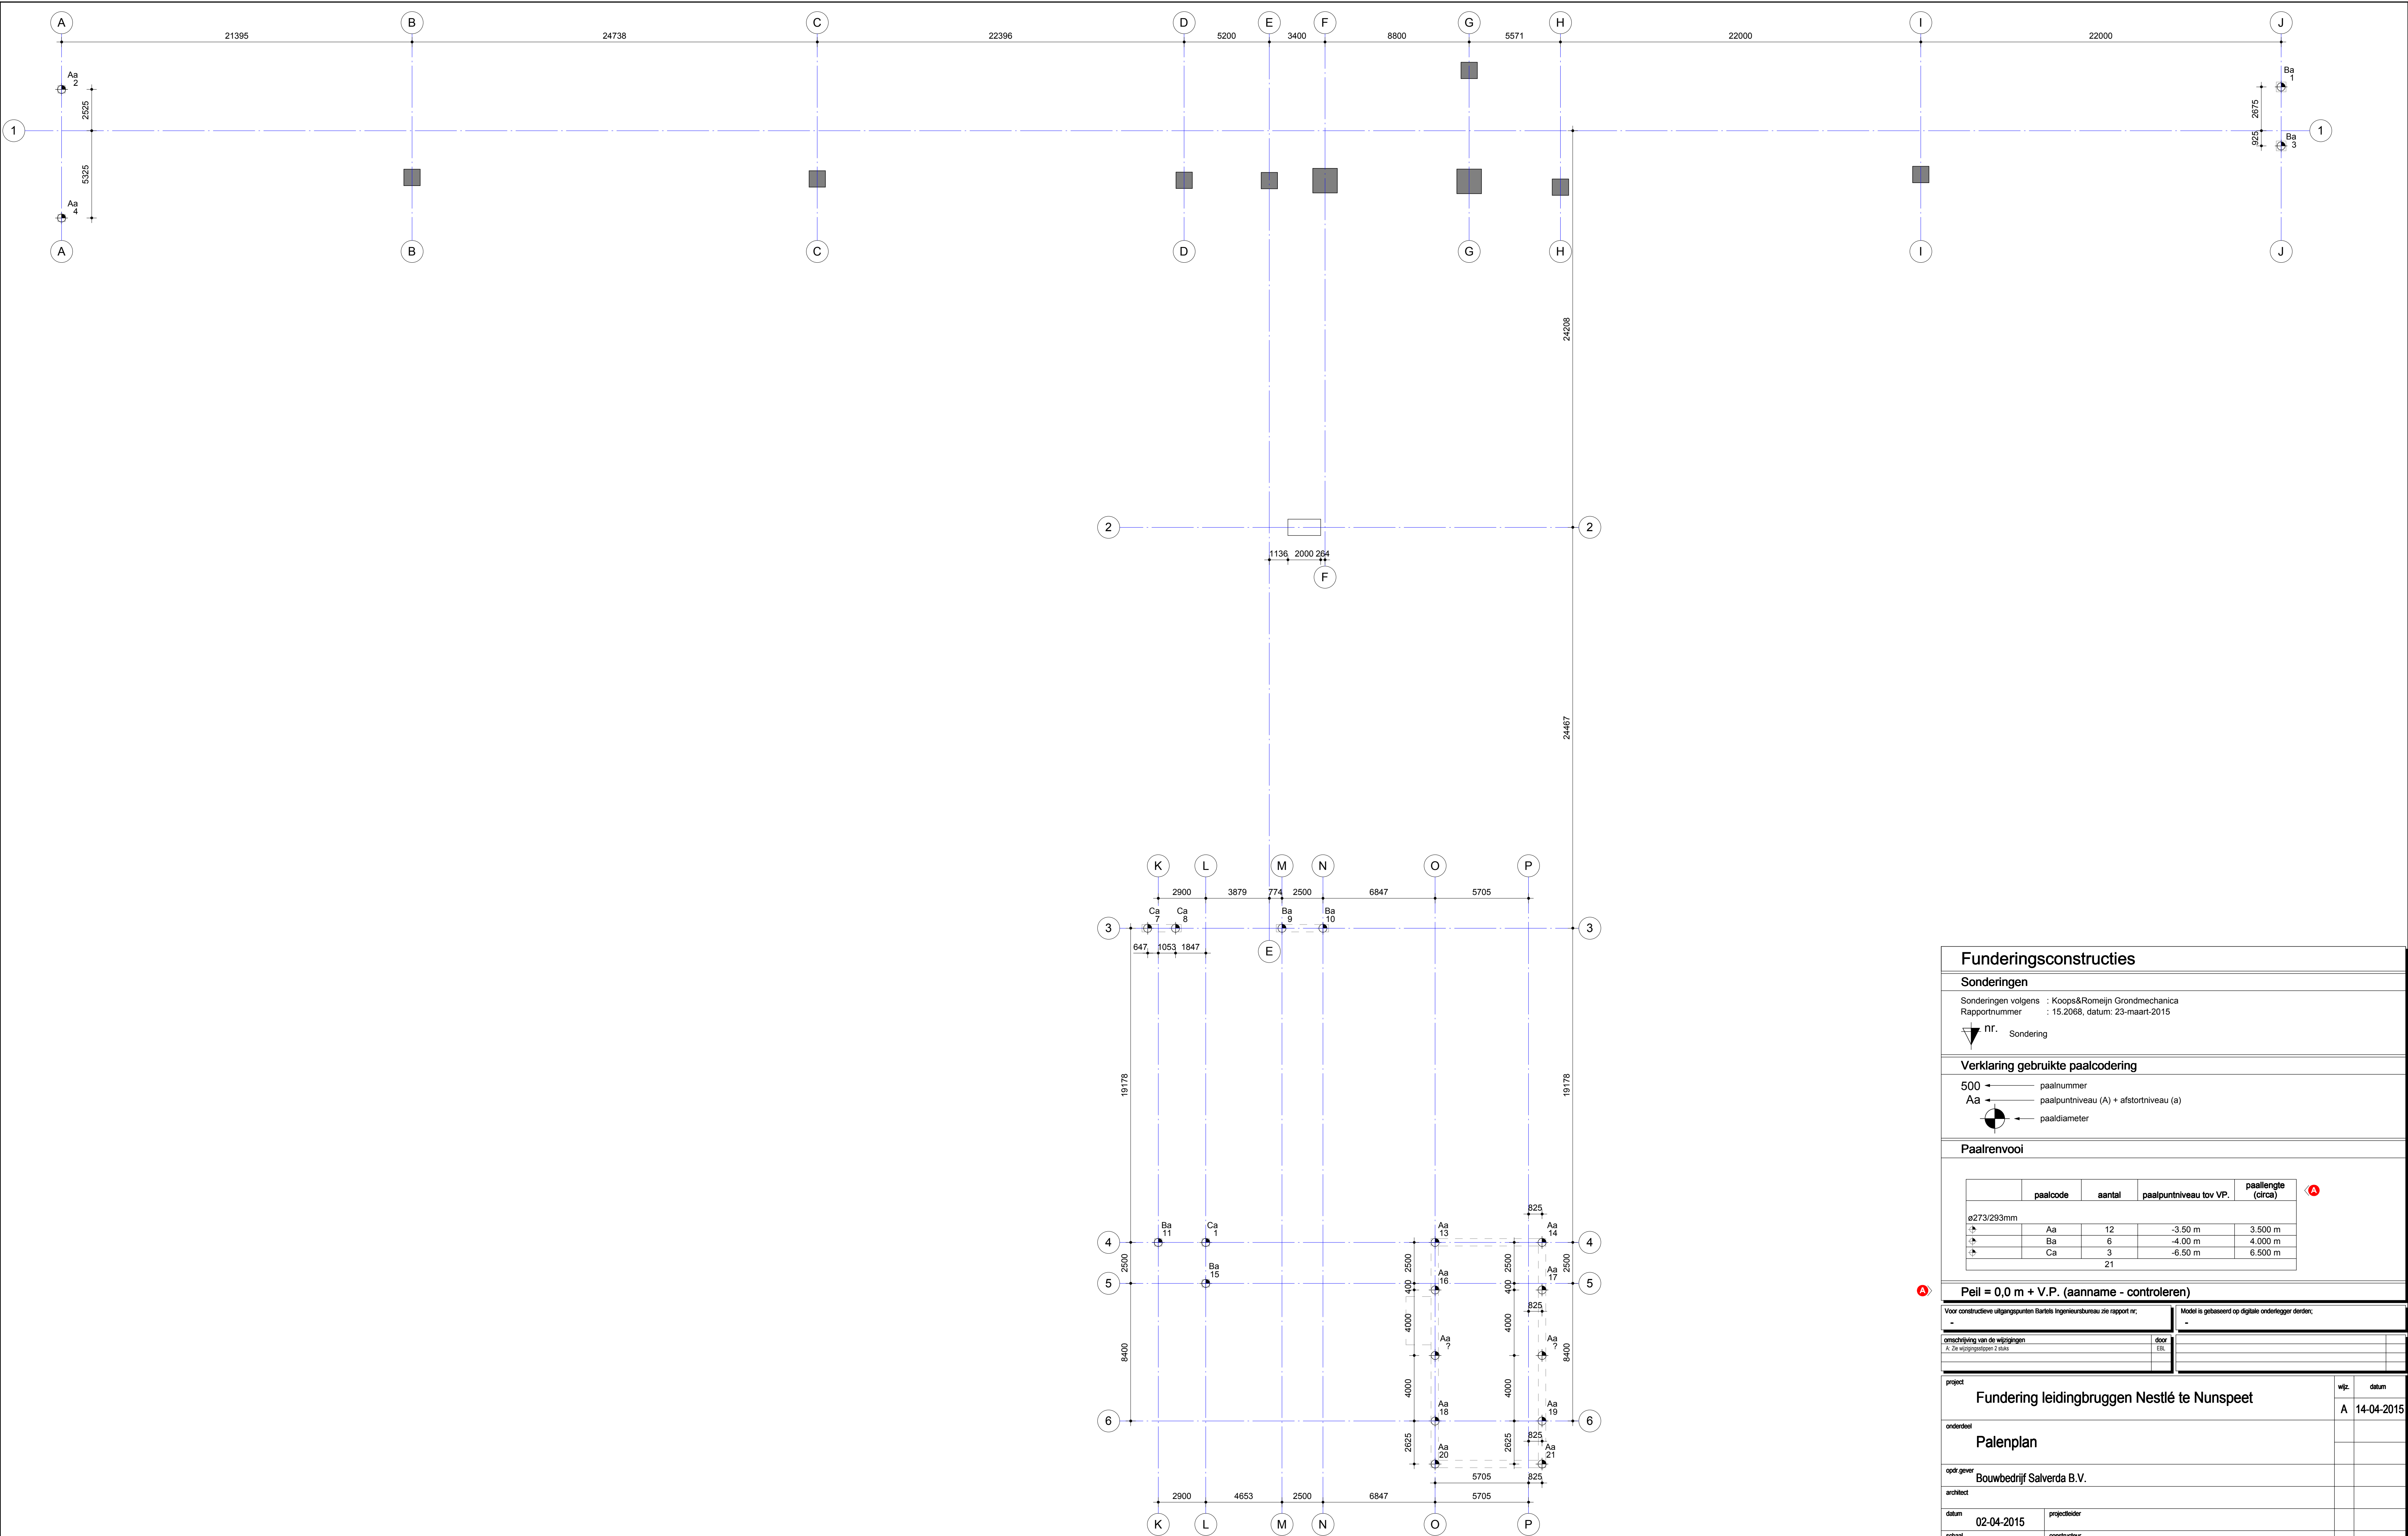 A B C D E F G H I J
21395 24738 22396 5200 3400 8800 5571 22000 22000
Aa
2
Ba
1
2525
2675
1 1
925
Ba
3
5325
Aa
4
A B C D G H I J
24208
2 2
1136 2000 264
F
24467
K L M N O P
2900 3879 774 2500 6847 5705
Ca
7
Ca
8
Ba
9
Ba
10
3 3
647 1053 1847
E
19178 19178
825
Ba
11
Ca
1
Aa
13
Aa
14
4 4
2500 2500 2500 2500
Ba
15
Aa
16
Aa
17
5 5
400 400
825
4000 4000
Aa
?
Aa
?
8400 8400
4000 4000
Aa
18
Aa
19
6 6
825
2625 2625
Aa
20
Aa
21
5705 825
2900 4653 2500 6847 5705
K L M N O P
Funderingsconstructies
Sonderingen
Sonderingen volgens : Koops&Romeijn Grondmechanica
Rapportnummer : 15.2068, datum: 23-maart-2015
nr. Sondering
Verklaring gebruikte paalcodering
500 paalnummer
Aa paalpuntniveau (A) + afstortniveau (a)
paaldiameter
Paalrenvooi
paalcode aantal paalpuntniveau tov VP. paallengte (circa) A
ø273/293mm
Aa 12 -3.50 m 3.500 m
Ba 6 -4.00 m 4.000 m
Ca 3 -6.50 m 6.500 m
21
A Peil = 0,0 m + V.P. (aanname - controleren)
Voor constructieve uitgangspunten Bartels Ingenieursbureau zie rapport nr;
-
Model is gebaseerd op digitale onderlegger derden;
-
omschrijving van de wijzigingen door
A: Zie wijzigingsstippen 2 stuks EBL
project wijz. datum
Fundering leidingbruggen Nestlé te Nunspeet
A 14-04-2015
onderdeel
Palenplan
opdr.gever
Bouwbedrijf Salverda B.V.
architect
datum projectleider
02-04-2015
schaal constructeur